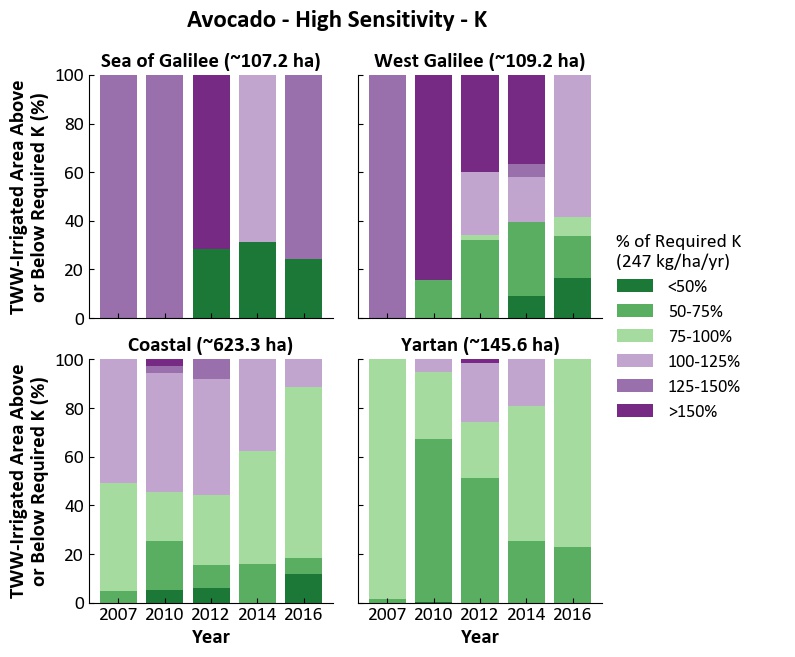 Avocado - High Sensitivity - K
Sea of Galilee (~107.2 ha)
West Galilee (~109.2 ha)
TWW-Irrigated Area Above
or Below Required K (%)
100
80
60
40
20
0
% of Required K
(247 kg/ha/yr)
<50%
50-75%
75-100%
100-125%
125-150%
>150%
Coastal (~623.3 ha)
Yartan (~145.6 ha)
TWW-Irrigated Area Above
or Below Required K (%)
100
80
60
40
20
0
2007 2010 2012 2014 2016
2007 2010 2012 2014 2016
Year
Year